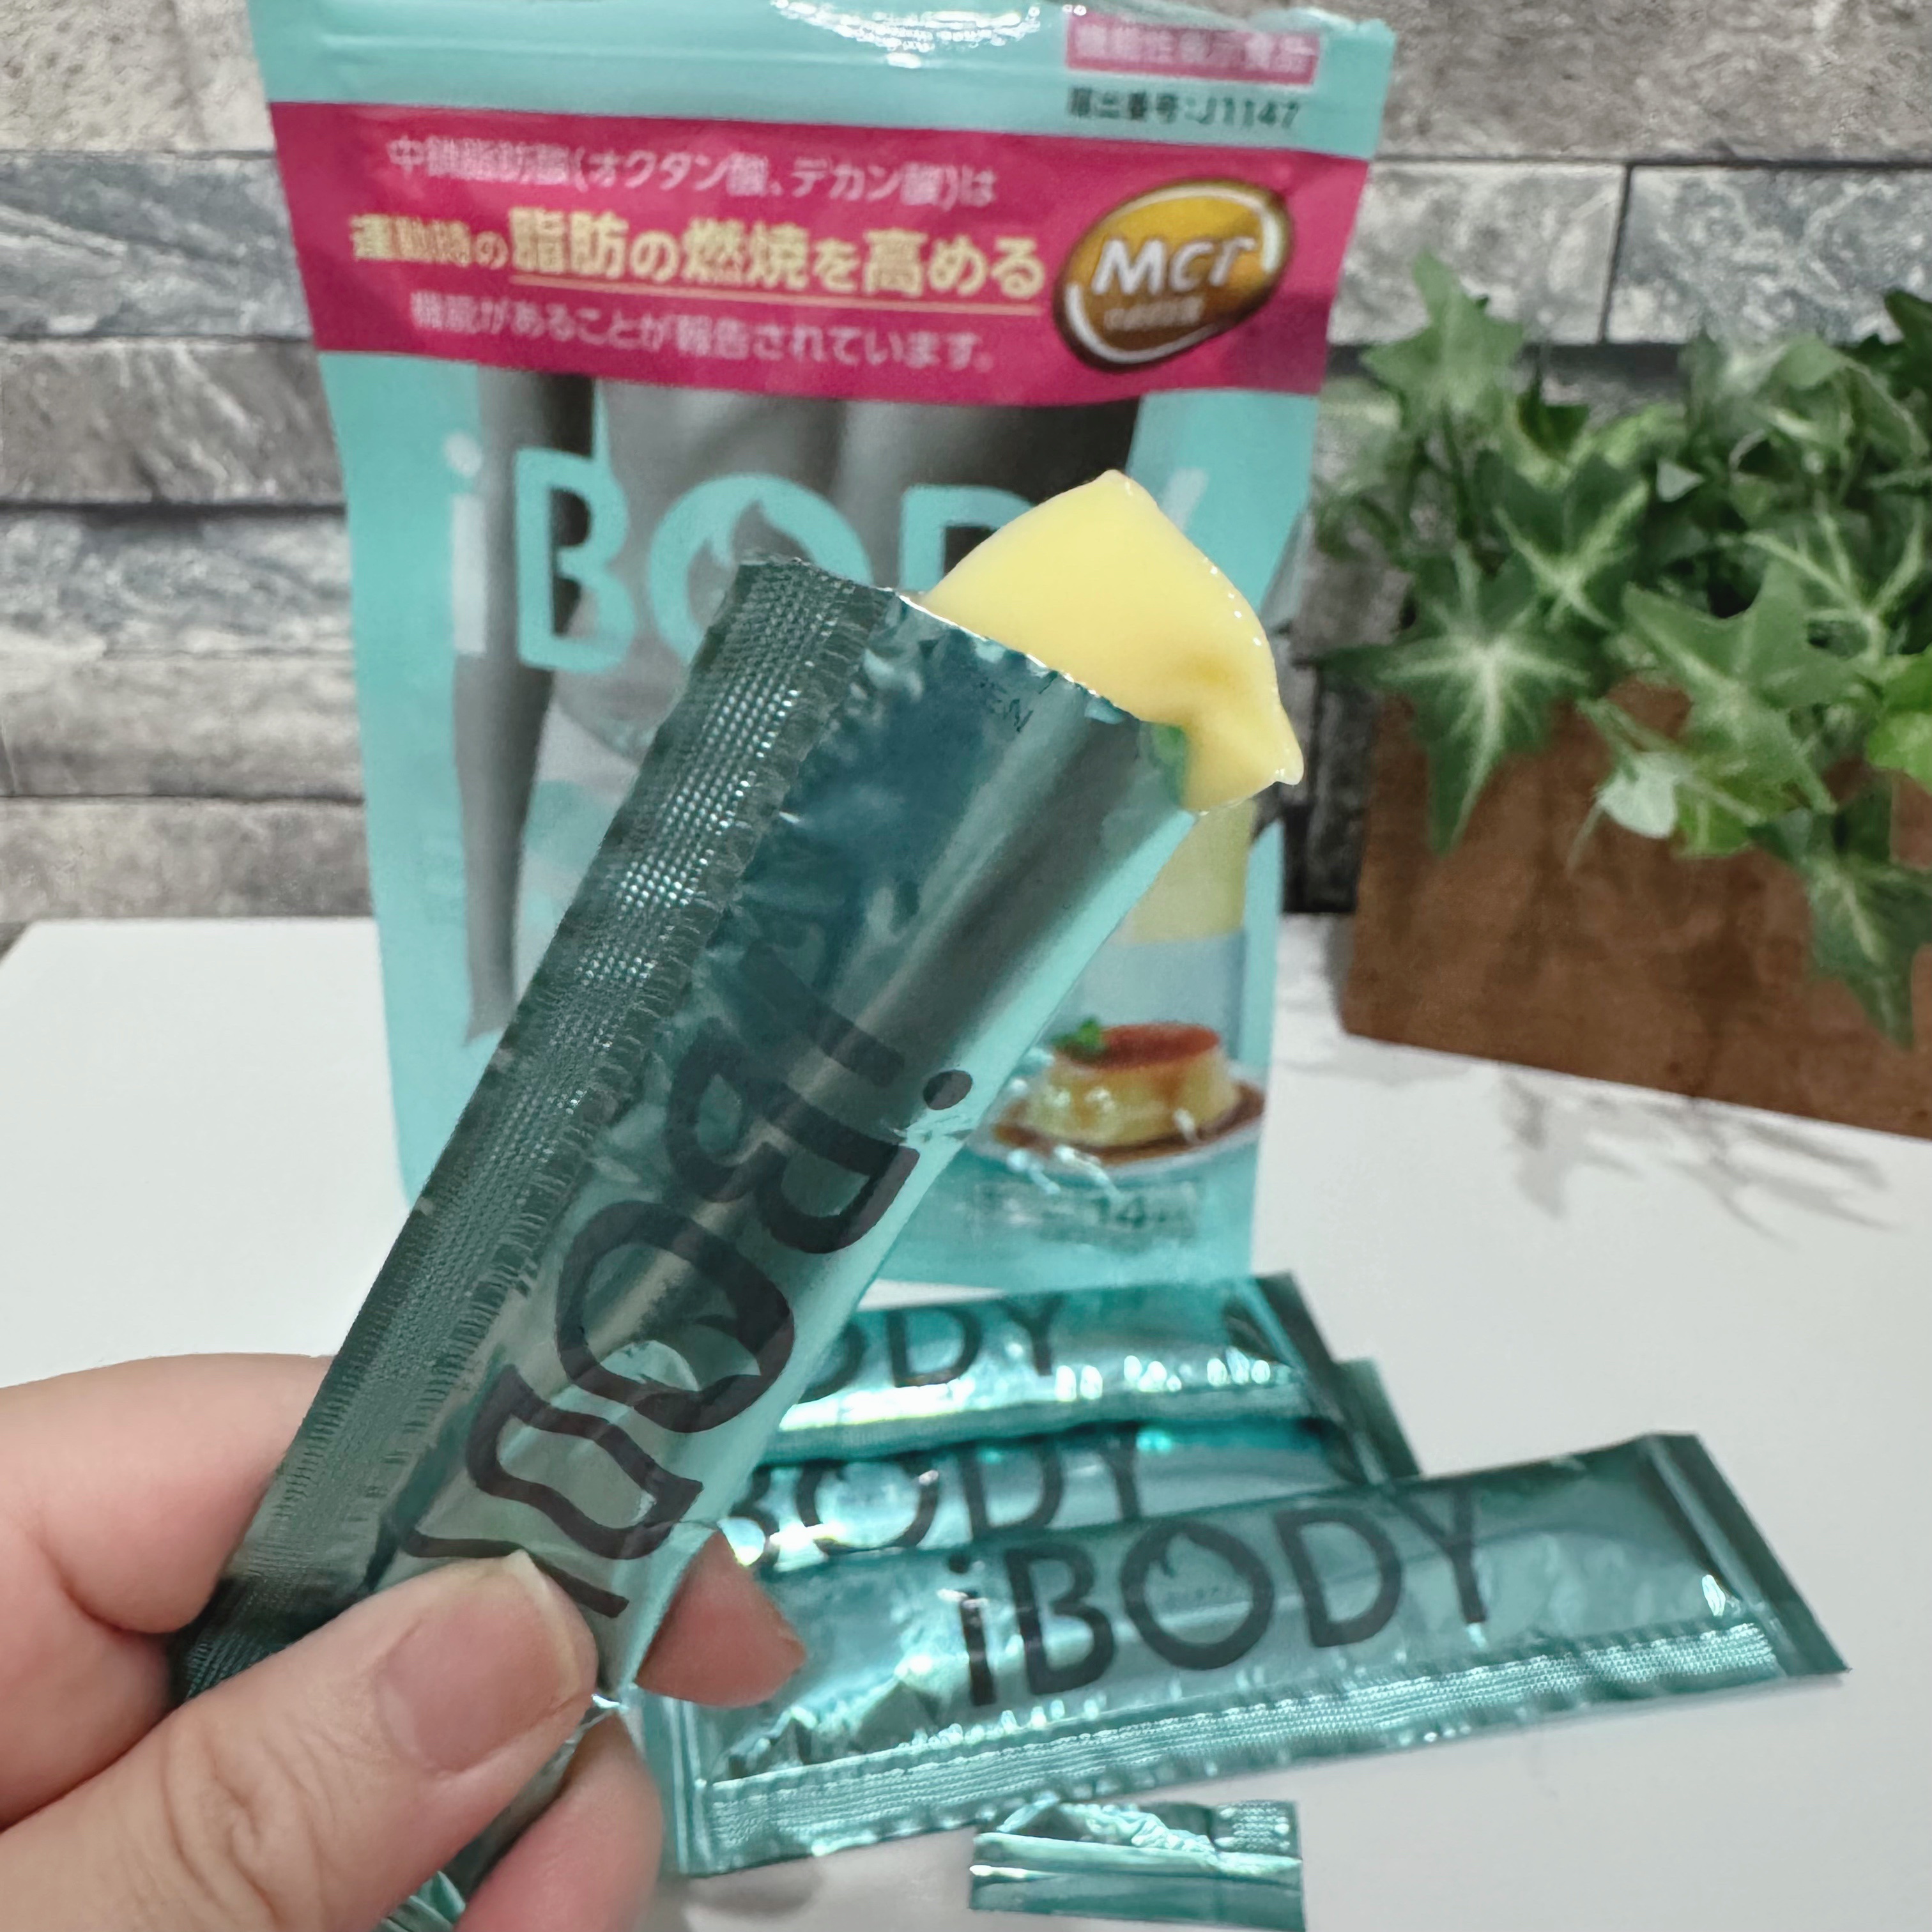 機能性表示食品
届出番号:J1147
中鎖脂肪酸(オクタン酸、デカン酸)は
運動時の脂肪の燃焼を高める
機能があることが報告されています。
MCT
iBODY
iBODY
14
ODY
BODY
iBODY